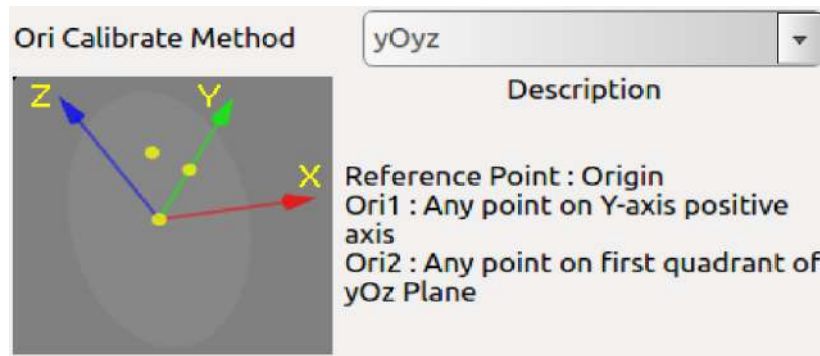 Ori Calibrate Method
yOyz
Z
Y
X
Description
Reference Point : Origin
Ori1 : Any point on Y-axis positive
axis
Ori2 : Any point on first quadrant of
yOz Plane